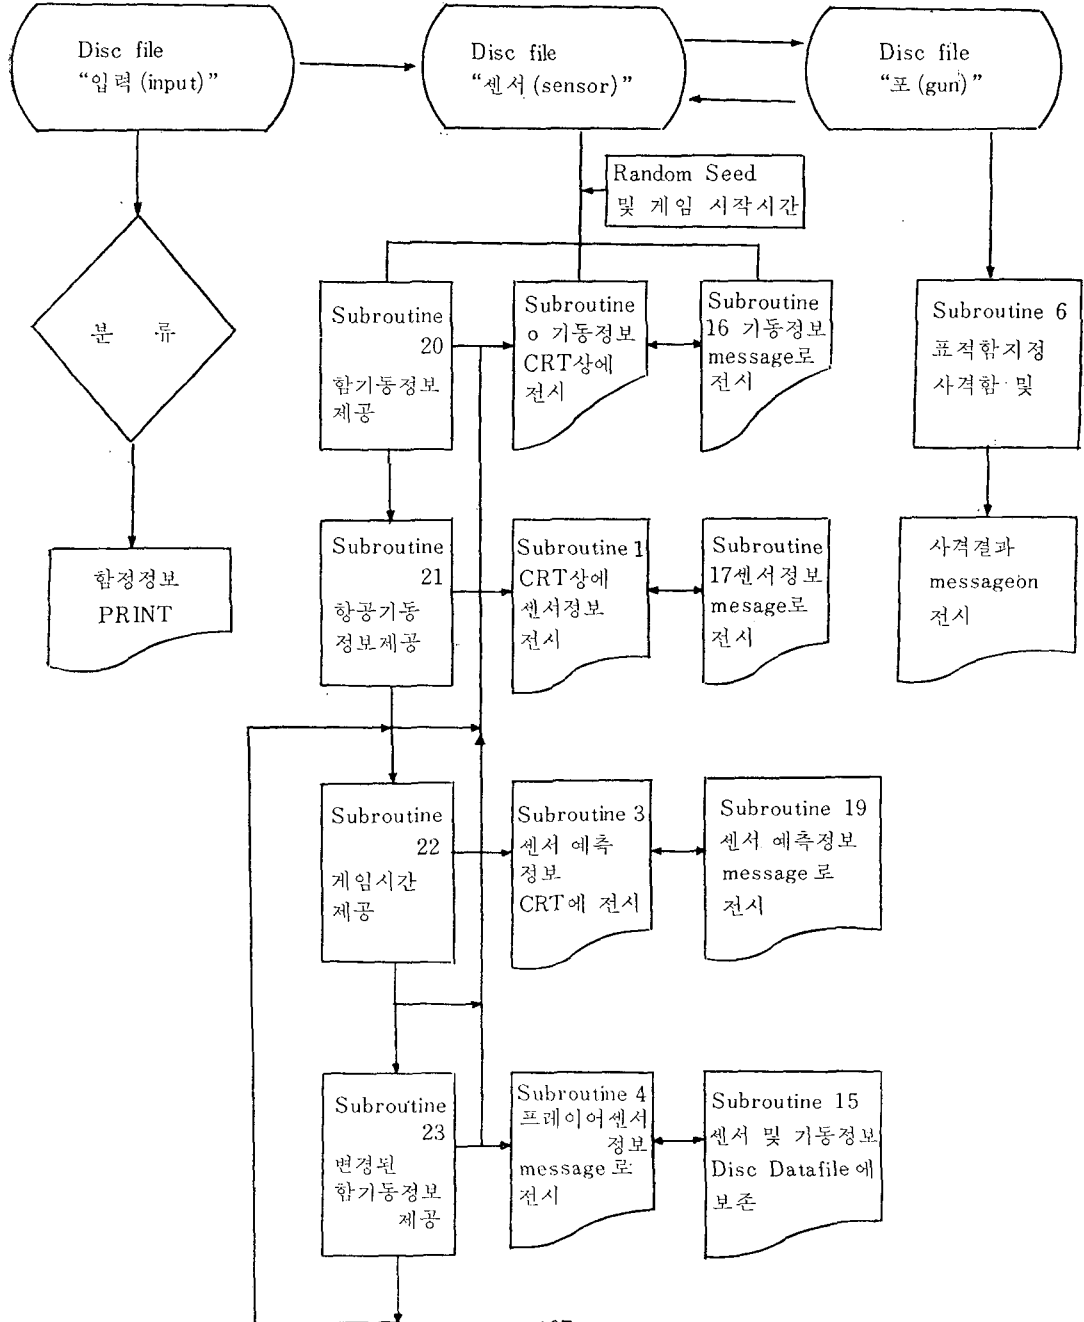 Disc file
“입력 (input)”
Disc file
“센서 (sensor)”
Disc file
“포 (gun)”
Random Seed
및 게임 시작시간
분 류
함정정보
PRINT
Subroutine
20
함기동정보
제공
Subroutine
o 기동정보
CRT상에
전시
Subroutine
16 기동정보
message로
전시
Subroutine 6
표적함지정
사격함 및
Subroutine
21
항공기동
정보제공
Subroutine 1
CRT상에
센서정보
전시
Subroutine
17센서정보
mesage로
전시
사격결과
messageon
전시
Subroutine
22
게임시간
제공
Subroutine 3
센서 예측
정보
CRT에 전시
Subroutine 19
센서 예측정보
message 로
전시
Subroutine
23
변경된
함기동정보
제공
Subroutine 4
프레이어센서
정보
message 로
전시
Subroutine 15
센서 및 기동정보
Disc Datafile에
보존